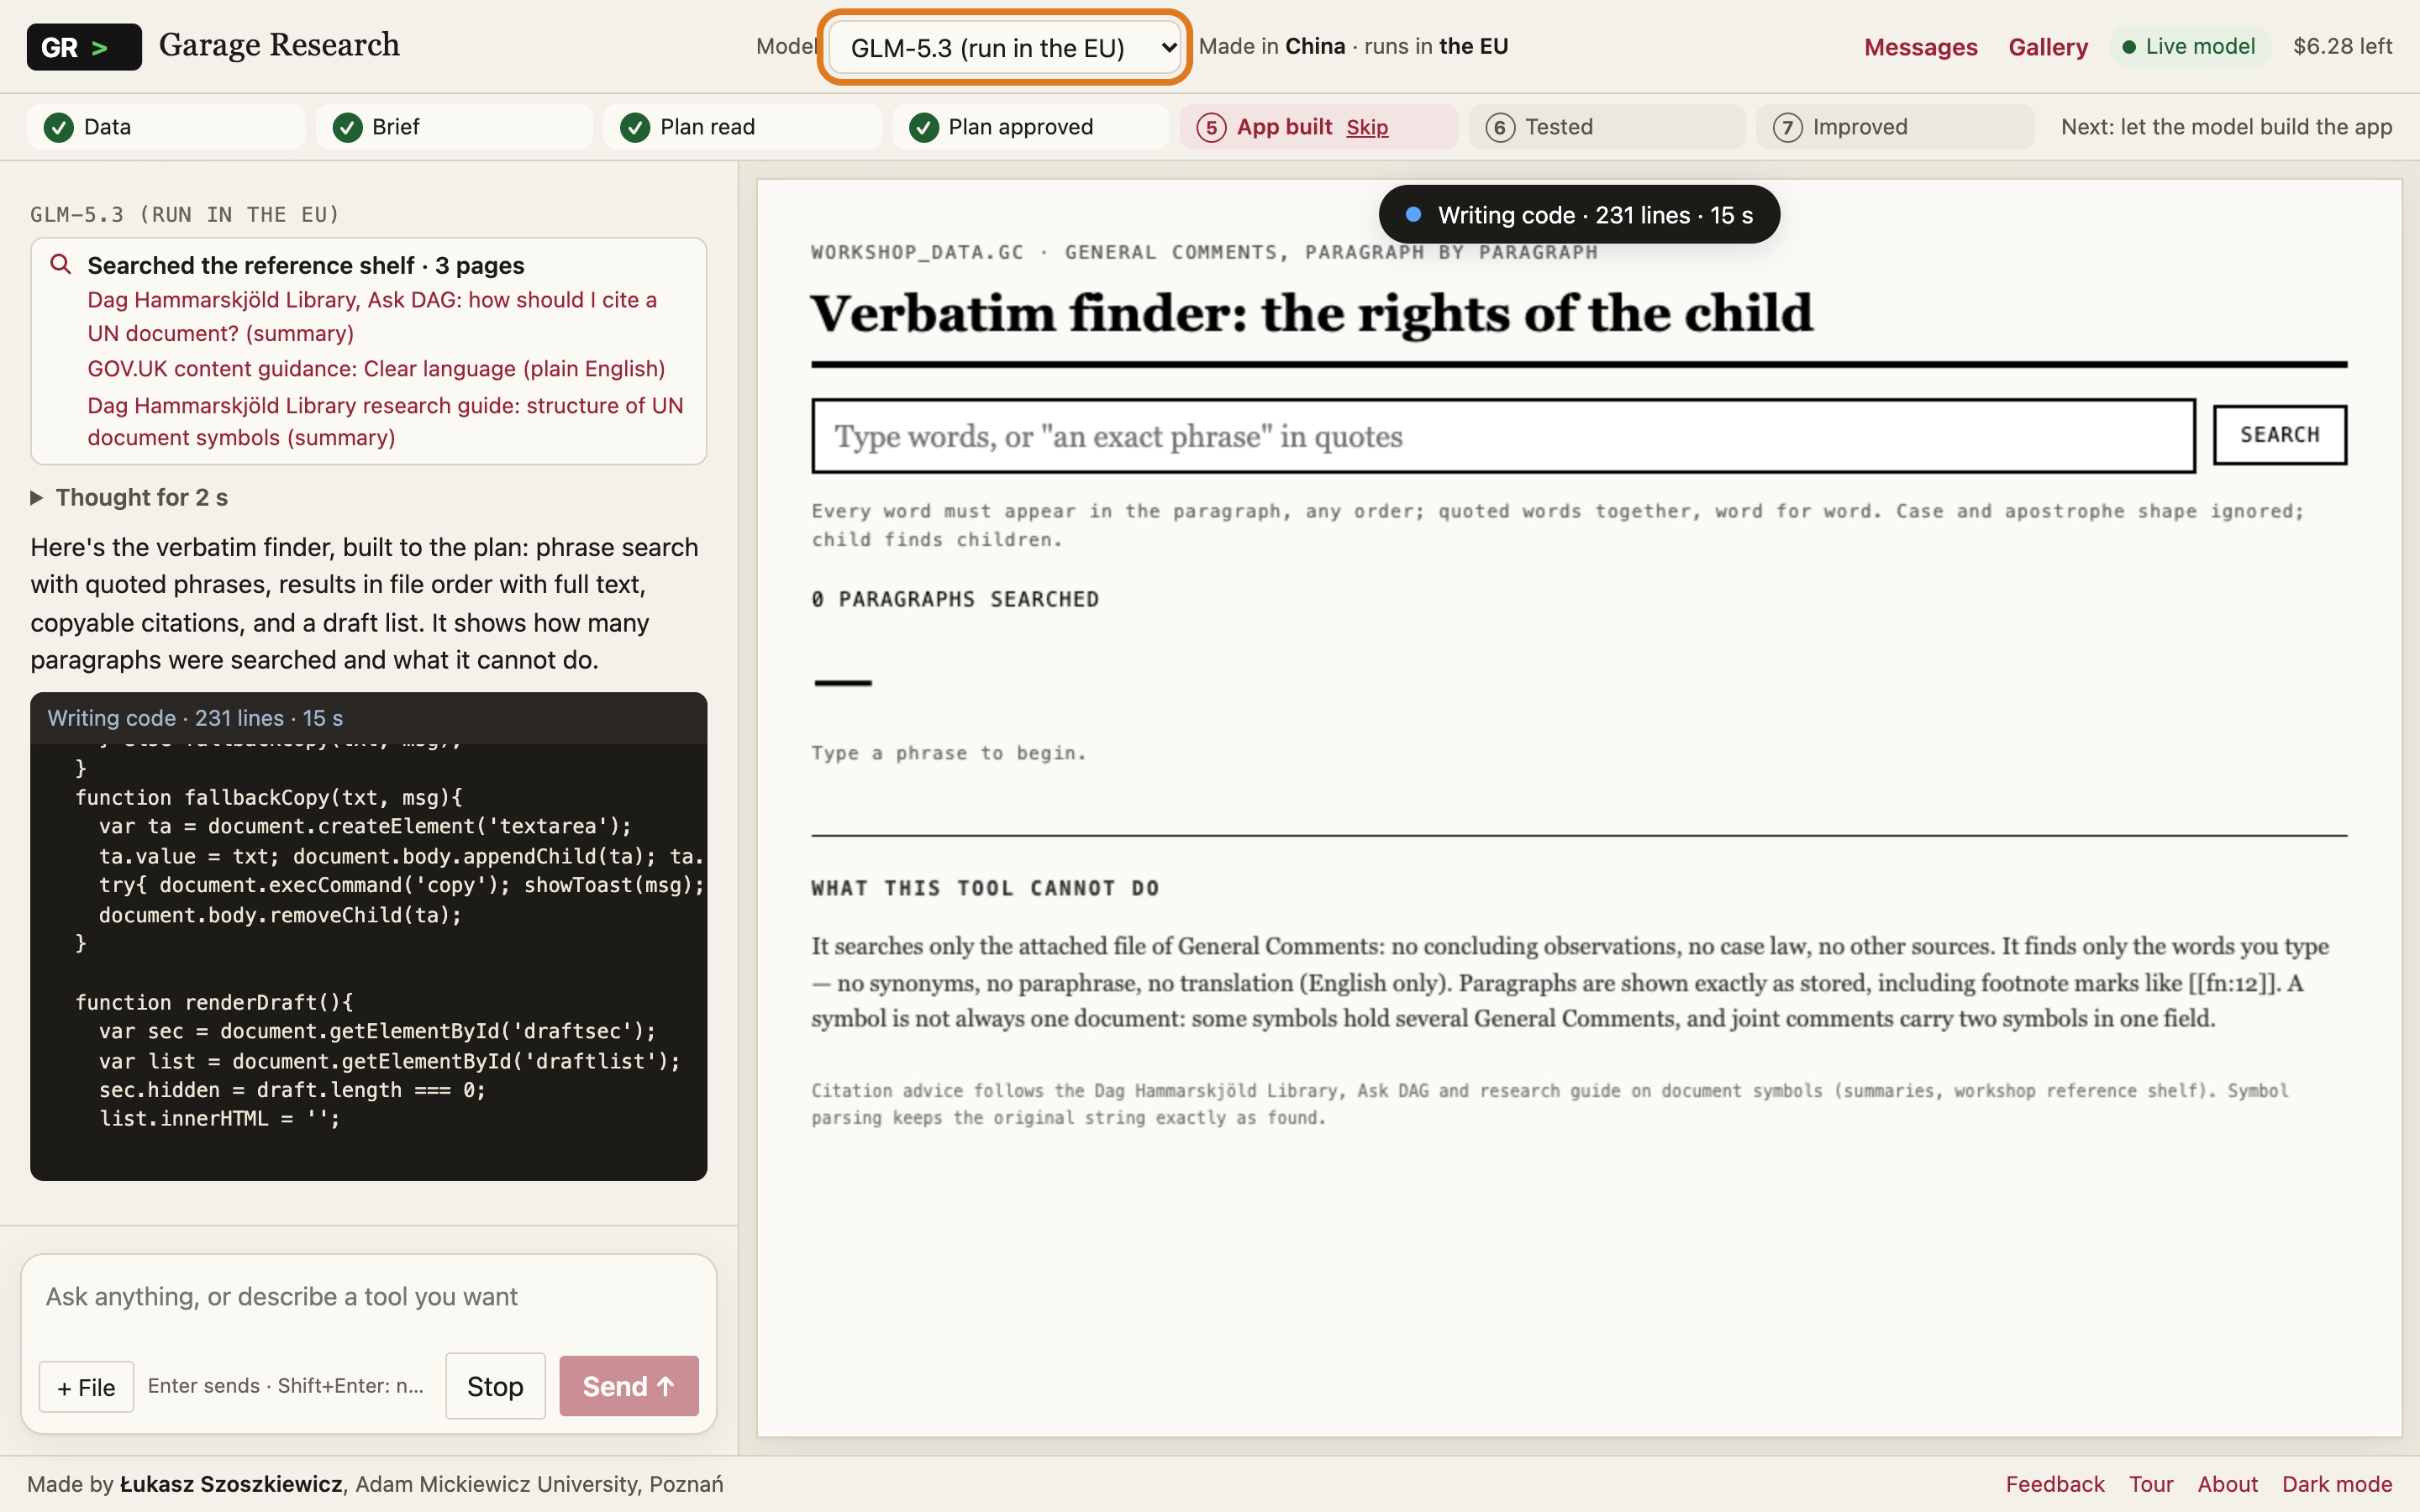 GR >
Garage Research
Model
GLM-5.3 (run in the EU)
Made in China · runs in the EU
Messages
Gallery
Live model
$6.28 left
Data
Brief
Plan read
Plan approved
5 App built Skip
6 Tested
7 Improved
Next: let the model build the app
GLM-5.3 (RUN IN THE EU)
Searched the reference shelf · 3 pages
Dag Hammarskjöld Library, Ask DAG: how should I cite a
UN document? (summary)
GOV.UK content guidance: Clear language (plain English)
Dag Hammarskjöld Library research guide: structure of UN
document symbols (summary)
Thought for 2 s
Here's the verbatim finder, built to the plan: phrase search
with quoted phrases, results in file order with full text,
copyable citations, and a draft list. It shows how many
paragraphs were searched and what it cannot do.
Writing code · 231 lines · 15 s
}
function fallbackCopy(txt, msg){
var ta = document.createElement('textarea');
ta.value = txt; document.body.appendChild(ta); ta.
try{ document.execCommand('copy'); showToast(msg);
document.body.removeChild(ta);
}
function renderDraft(){
var sec = document.getElementById('draftsec');
var list = document.getElementById('draftlist');
sec.hidden = draft.length === 0;
list.innerHTML = '';
Ask anything, or describe a tool you want
+ File
Enter sends · Shift+Enter: n...
Stop
Send ↑
Writing code · 231 lines · 15 s
WORKSHOP_DATA.GC · GENERAL COMMENTS, PARAGRAPH BY PARAGRAPH
Verbatim finder: the rights of the child
Type words, or "an exact phrase" in quotes
SEARCH
Every word must appear in the paragraph, any order; quoted words together, word for word. Case and apostrophe shape ignored;
child finds children.
0 PARAGRAPHS SEARCHED
Type a phrase to begin.
WHAT THIS TOOL CANNOT DO
It searches only the attached file of General Comments: no concluding observations, no case law, no other sources. It finds only the words you type
— no synonyms, no paraphrase, no translation (English only). Paragraphs are shown exactly as stored, including footnote marks like [[fn:12]]. A
symbol is not always one document: some symbols hold several General Comments, and joint comments carry two symbols in one field.
Citation advice follows the Dag Hammarskjöld Library, Ask DAG and research guide on document symbols (summaries, workshop reference shelf). Symbol
parsing keeps the original string exactly as found.
Made by Łukasz Szoszkiewicz, Adam Mickiewicz University, Poznań
Feedback
Tour
About
Dark mode